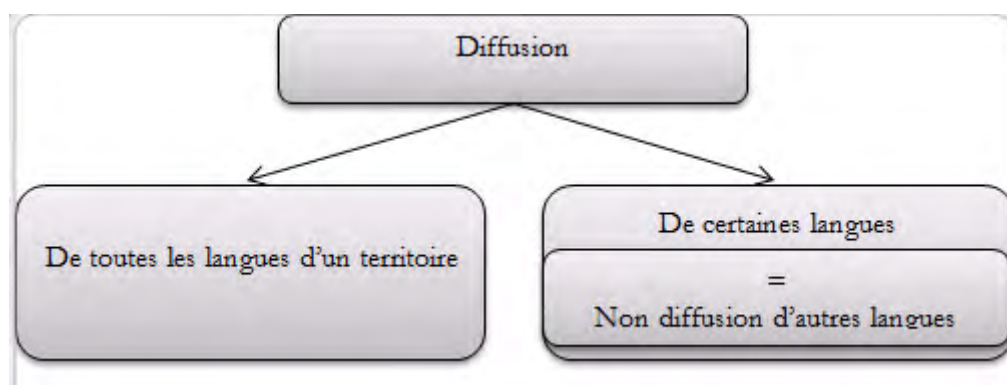 Diffusion
De toutes les langues d'un territoire
De certaines langues
=
Non diffusion d'autres langues